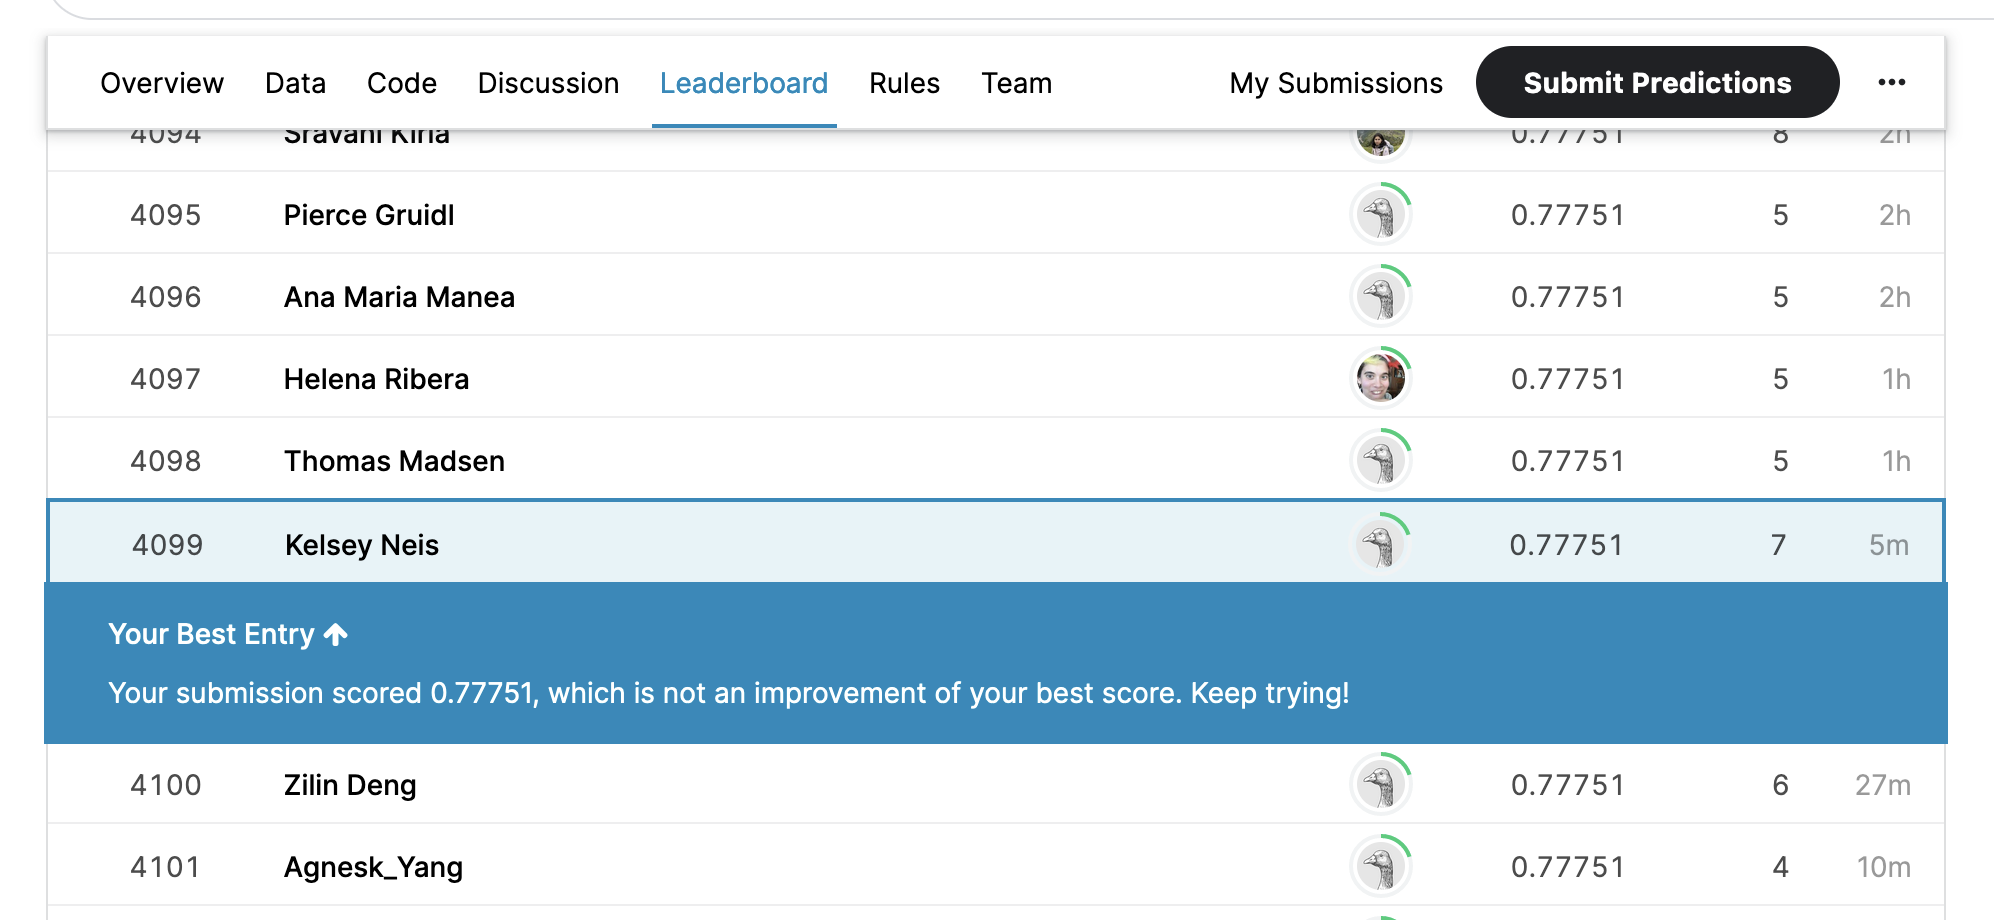 Overview Data Code Discussion Leaderboard Rules Team My Submissions Submit Predictions
4094 Sravani Kiria 0.77751 8 2h
4095 Pierce Gruidl 0.77751 5 2h
4096 Ana Maria Manea 0.77751 5 2h
4097 Helena Ribera 0.77751 5 1h
4098 Thomas Madsen 0.77751 5 1h
4099 Kelsey Neis 0.77751 7 5m
Your Best Entry
Your submission scored 0.77751, which is not an improvement of your best score. Keep trying!
4100 Zilin Deng 0.77751 6 27m
4101 Agnesk_Yang 0.77751 4 10m